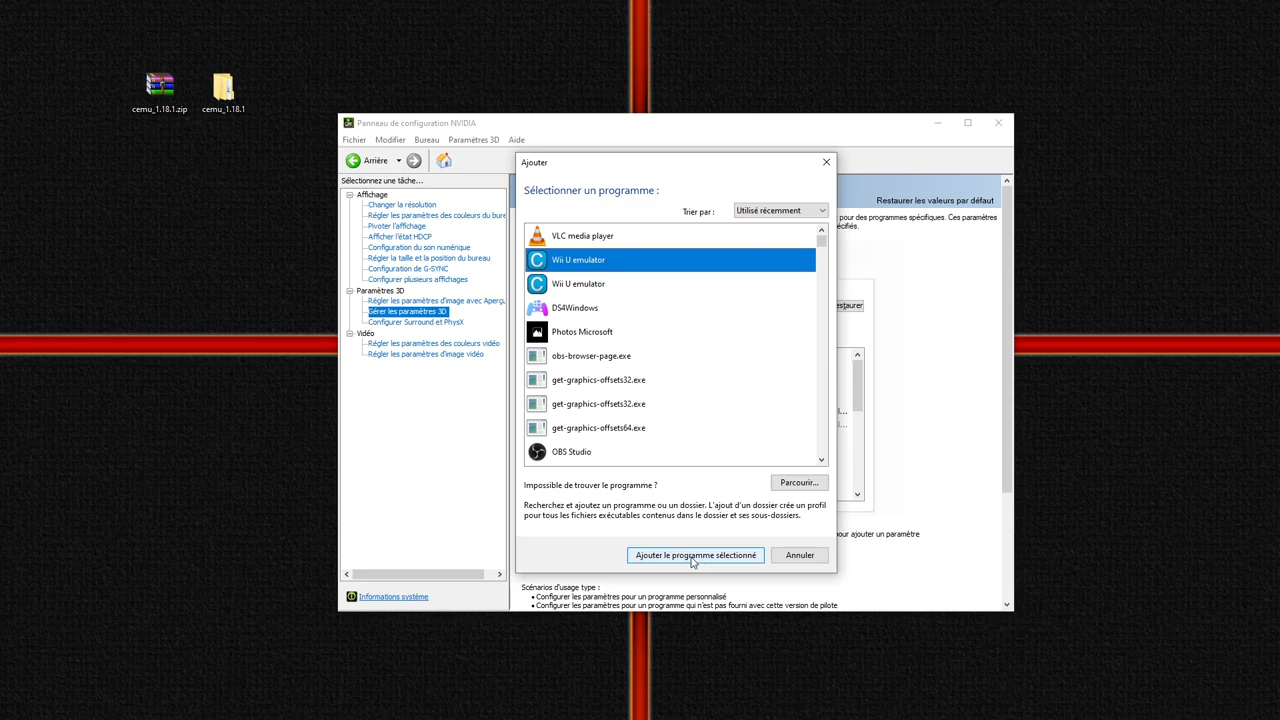 cemu_1.18.1.zip
cemu_1.18.1
Panneau de configuration NVIDIA
Fichier Modifier Bureau Paramètres 3D Aide
Arrière
Sélectionnez une tâche...
Affichage
Changer la résolution
Régler les paramètres des couleurs du bure
Pivoter l'affichage
Afficher l'état HDCP
Configuration du son numérique
Régler la taille et la position du bureau
Configuration de G-SYNC
Configurer plusieurs affichages
Paramètres 3D
Régler les paramètres d'image avec Aperçu
Gérer les paramètres 3D
Configurer Surround et PhysX
Vidéo
Régler les paramètres des couleurs vidéo
Régler les paramètres d'image vidéo
Informations système
Ajouter
Sélectionner un programme :
Trier par : Utilisé récemment
VLC media player
Wii U emulator
Wii U emulator
DS4Windows
Photos Microsoft
obs-browser-page.exe
get-graphics-offsets32.exe
get-graphics-offsets32.exe
get-graphics-offsets64.exe
OBS Studio
Impossible de trouver le programme ? Parcourir...
Recherchez et ajoutez un programme ou un dossier. L'ajout d'un dossier crée un profil
pour tous les fichiers exécutables contenus dans le dossier et ses sous-dossiers.
Ajouter le programme sélectionné Annuler
Restaurer les valeurs par défaut
pour des programmes spécifiques. Ces paramètres
écifiés.
estaurer
l...
l...
pour ajouter un paramètre
Scénarios d'usage type :
• Configurer les paramètres pour un programme personnalisé
• Configurer les paramètres pour un programme qui n'est pas fourni avec cette version de pilote